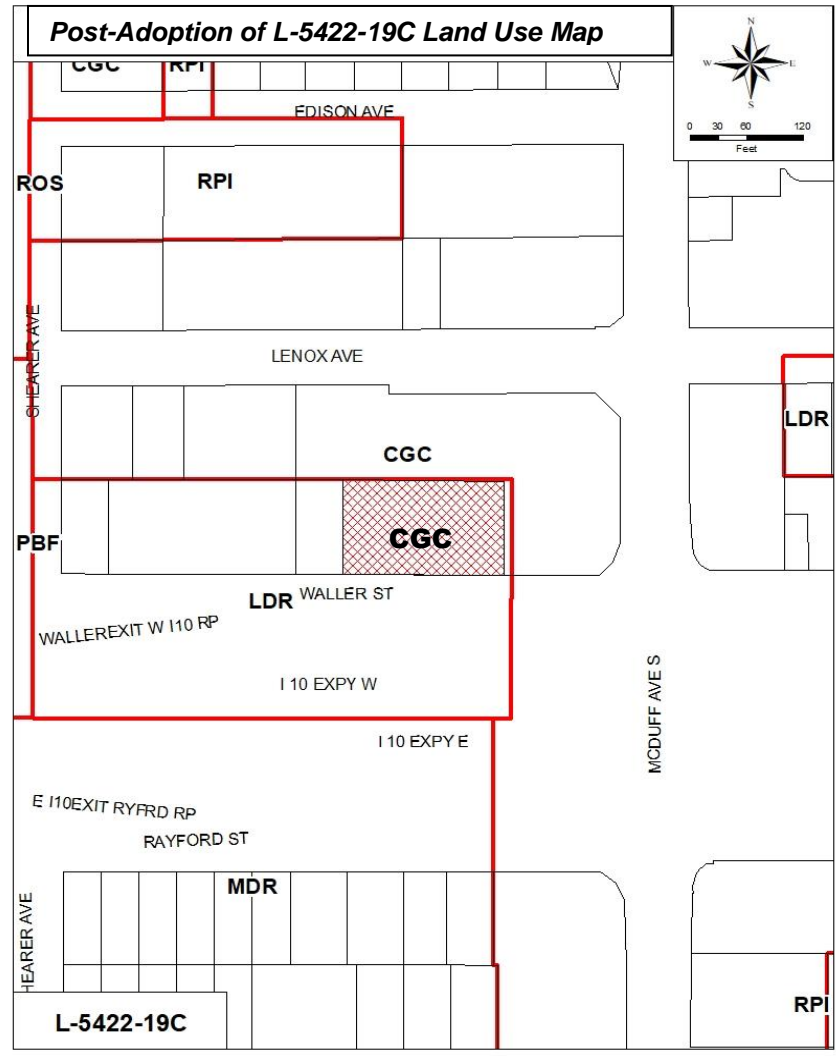 Post-Adoption of L-5422-19C Land Use Map
N
W E
S
0 30 60 120
Feet
CGC RPI
EDISON AVE
ROS
RPI
SHEARER AVE
LENOX AVE
LDR
CGC
PBF
CGC
LDR
WALLER ST
WALLEREXIT W I10 RP
I 10 EXPY W
MCDUFF AVE S
I 10 EXPY E
E I10EXIT RYFRD RP
RAYFORD ST
MDR
HEARER AVE
RPI
L-5422-19C